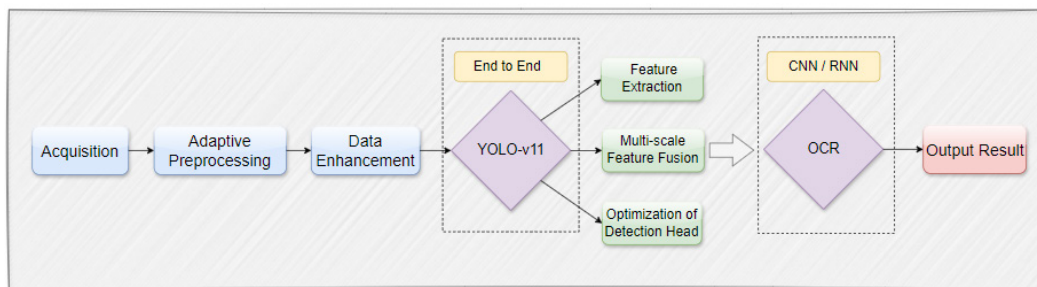 Acquisition
Adaptive
Preprocessing
Data
Enhancement
End to End
YOLO-v11
Feature
Extraction
Multi-scale
Feature Fusion
Optimization of
Detection Head
CNN / RNN
OCR
Output Result